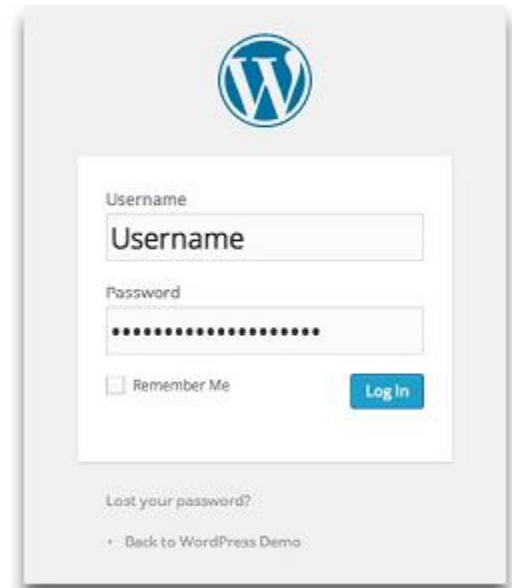 Username
Username
Password
••••••••••••••••••••
Remember Me
Log In
Lost your password?
• Back to WordPress Demo